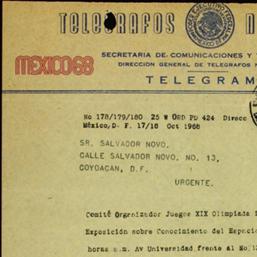 TELEGRAFOS N
MEXICO68
SECRETARIA DE COMUNICACIONES Y
DIRECCION GENERAL DE TELEGRAFOS N
TELEGRAM
No 178/179/180 25 W ORD PD 424 Direcc
México, D. F. 17/18 Oct 1968
SR. SALVADOR NOVO.
CALLE SALVADOR NOVO. NO. 13,
COYOACAN, D.F.
URGENTE.
Comité Organizador Juegos XIX Olimpiada
Exposición sobre Conocimiento del Espacio
horas a.m. Av Universidad frente al No